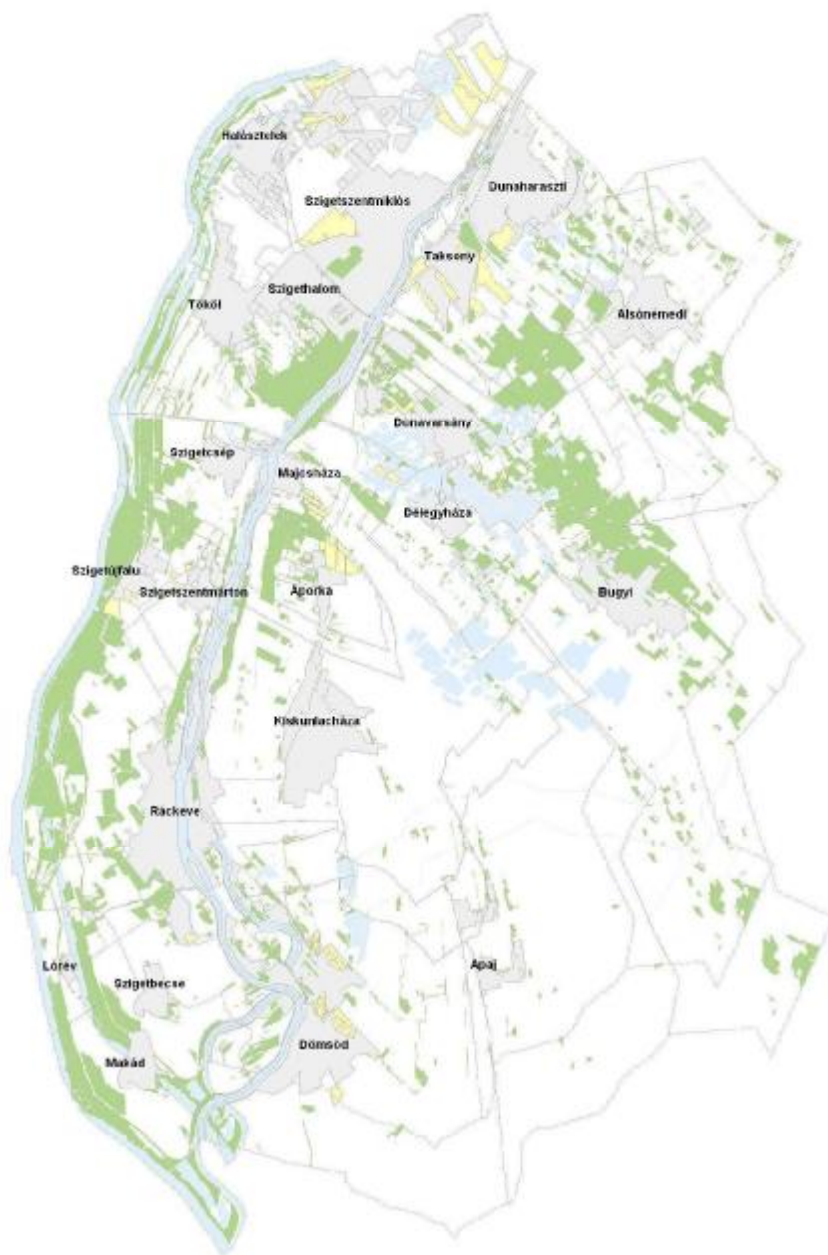 Halásztelek
Dunaharaszti
Szigetszentmiklós
Taksony
Szigethalom
Tököl
Alsónémedi
Dunavarsány
Szigetcsép
Majosháza
Délegyháza
Szigetújfalu
Szigetszentmárton
Áporka
Bugyi
Kiskunlacháza
Ráckeve
Lórév
Szigetbecse
Apaj
Dömsöd
Makád